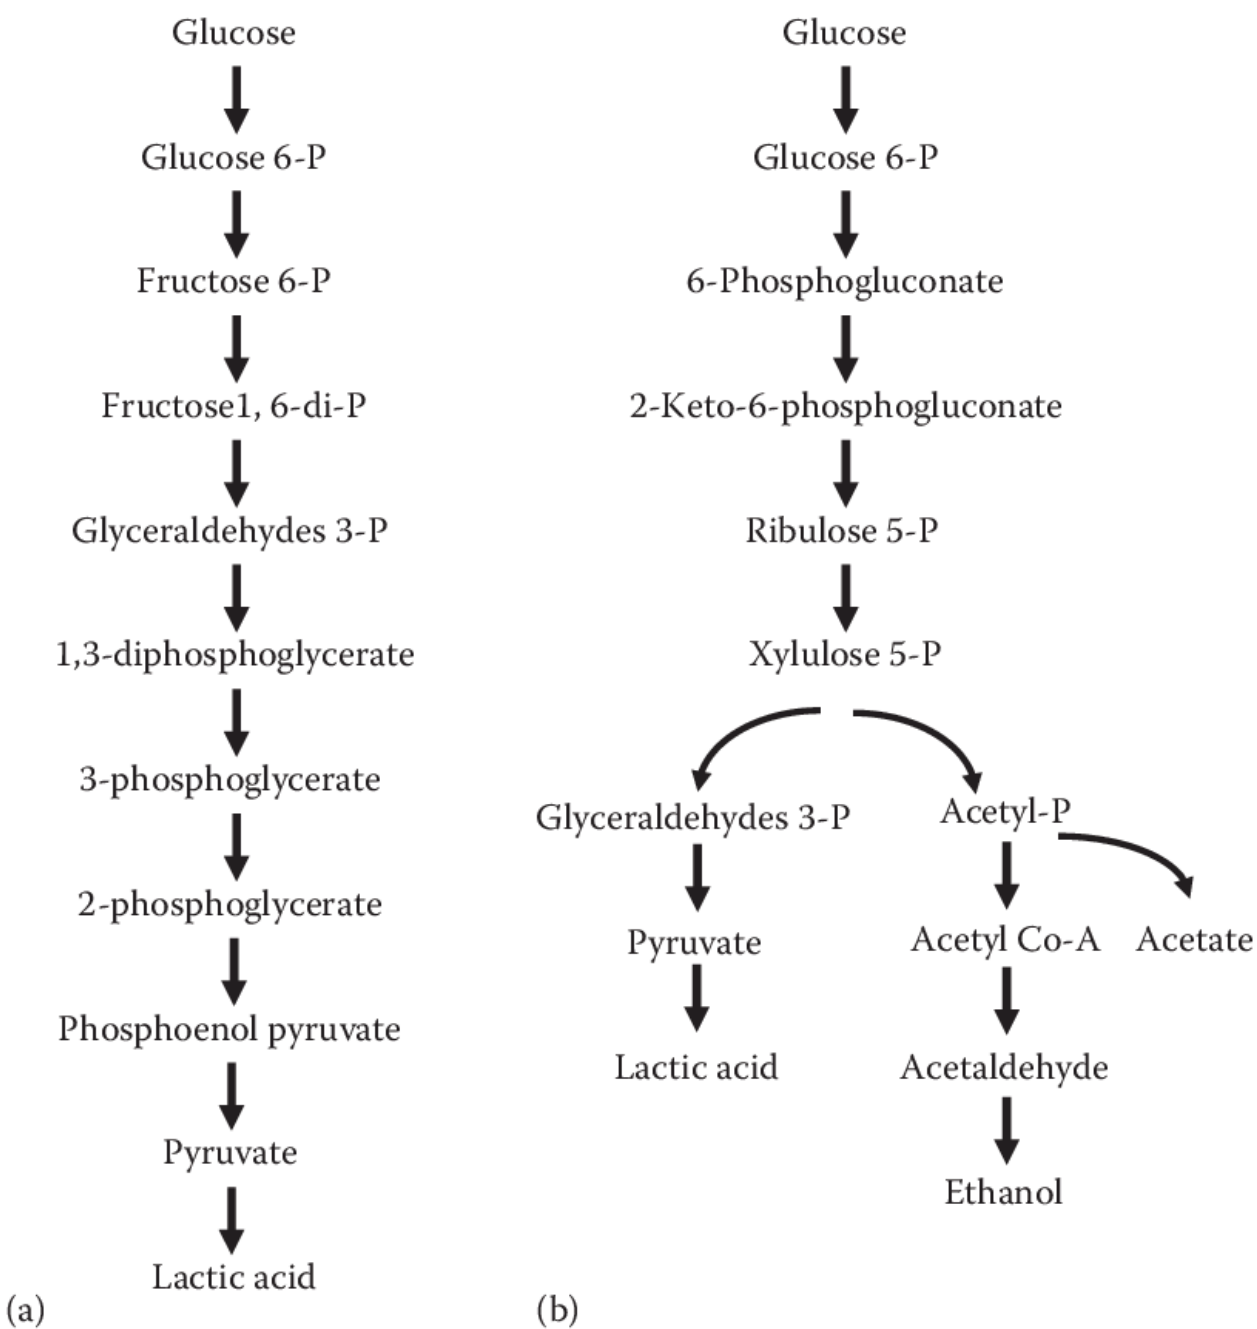 Glucose
Glucose 6-P
Fructose 6-P
Fructose1, 6-di-P
Glyceraldehydes 3-P
1,3-diphosphoglycerate
3-phosphoglycerate
2-phosphoglycerate
Phosphoenol pyruvate
Pyruvate
Lactic acid
(a)
Glucose
Glucose 6-P
6-Phosphogluconate
2-Keto-6-phosphogluconate
Ribulose 5-P
Xylulose 5-P
Glyceraldehydes 3-P
Pyruvate
Lactic acid
Acetyl-P
Acetyl Co-A
Acetate
Acetaldehyde
Ethanol
(b)